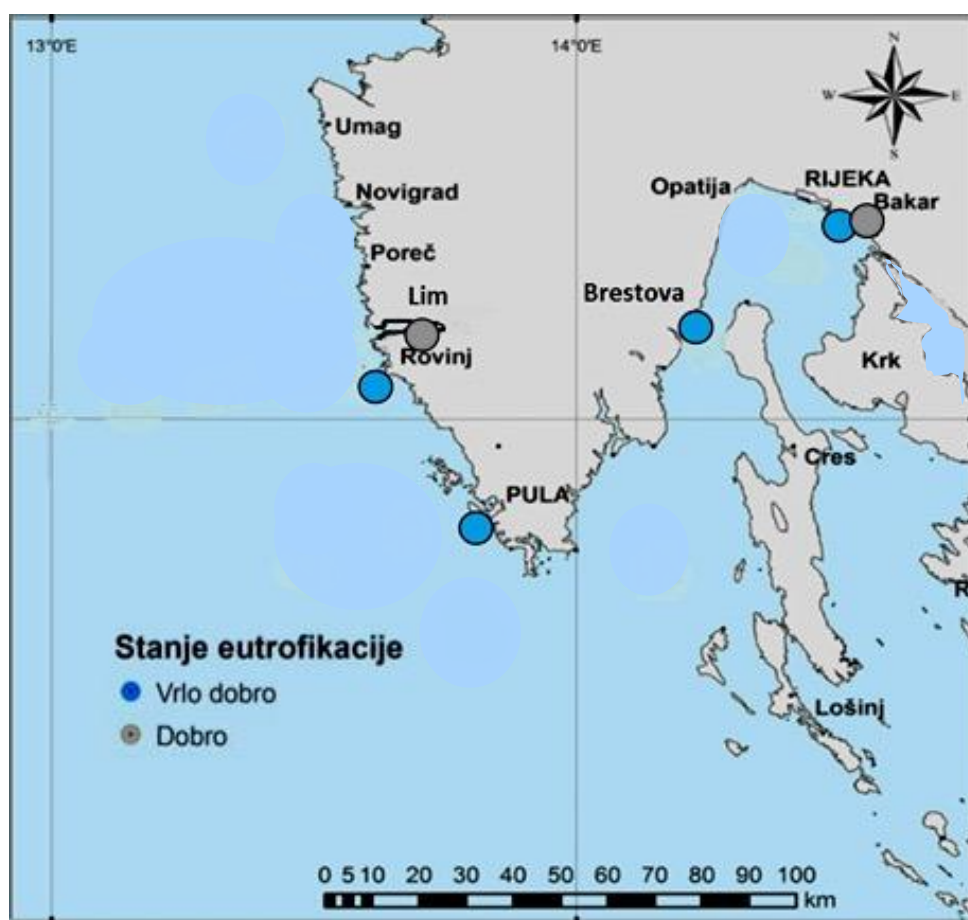 13°0'E
14°0'E
N
W
E
S
Umag
Novigrad
Poreč
Lim
Rovinj
PULA
Opatija
RIJEKA
Bakar
Brestova
Krk
Cres
R
Lošinj
Stanje eutrofikacije
Vrlo dobro
Dobro
0 5 10 20 30 40 50 60 70 80 90 100
km